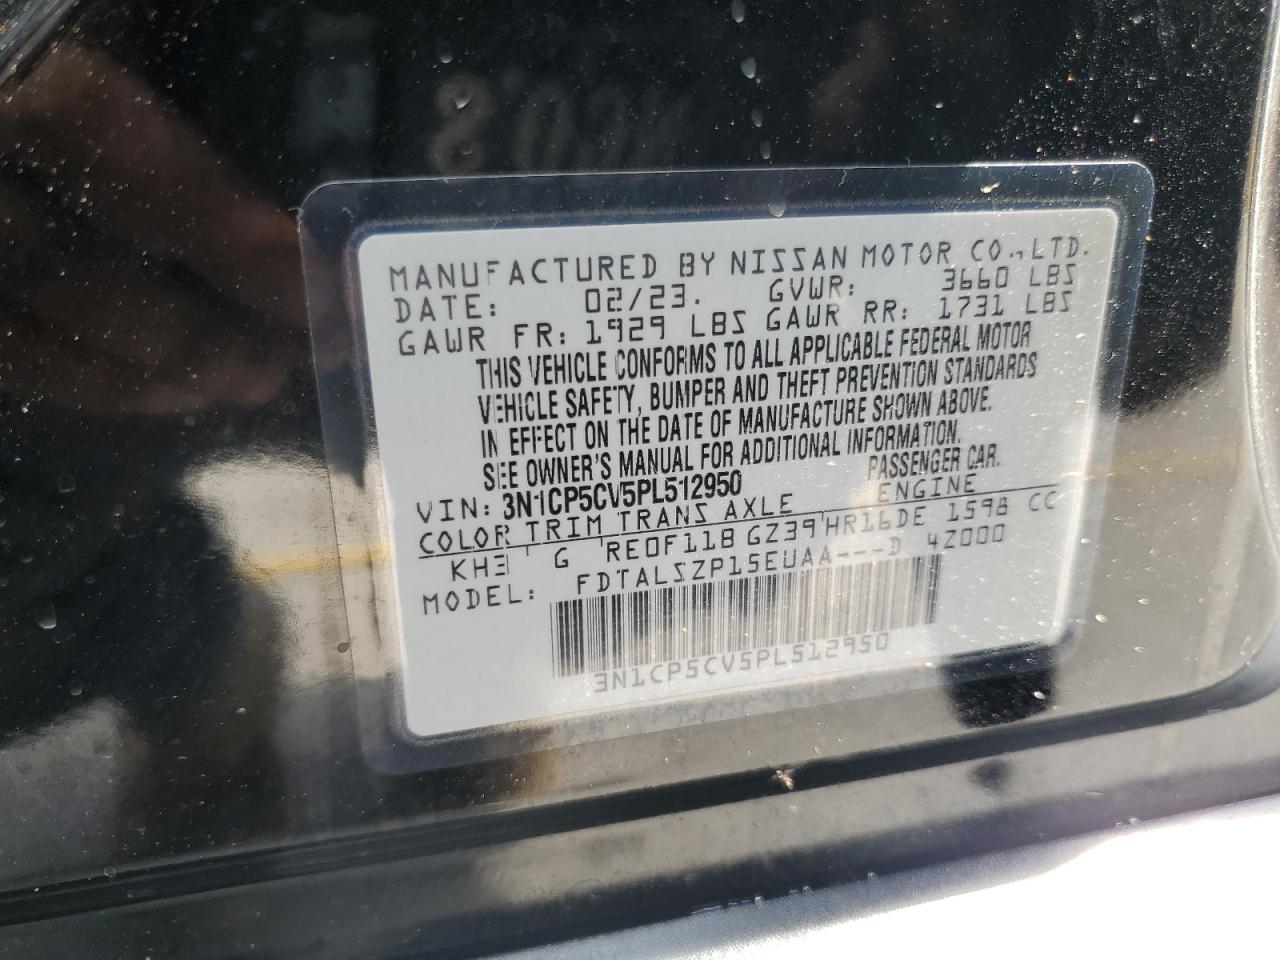 MANUFACTURED BY NISSAN MOTOR CO., LTD.
DATE: 02/23. GVWR: 3660 LBS
GAWR FR: 1929 LBS GAWR RR: 1731 LBS
THIS VEHICLE CONFORMS TO ALL APPLICABLE FEDERAL MOTOR
VEHICLE SAFETY, BUMPER AND THEFT PREVENTION STANDARDS
IN EFFECT ON THE DATE OF MANUFACTURE SHOWN ABOVE.
SEE OWNER'S MANUAL FOR ADDITIONAL INFORMATION.
VIN: 3N1CP5CV5PL512950 PASSENGER CAR.
COLOR TRIM TRANS AXLE ENGINE
KH3 G RE0F11B GZ39 HR16DE 1598 CC
MODEL: FDTALSZP15EUAA---D 4Z000
3N1CP5CV5PL512950